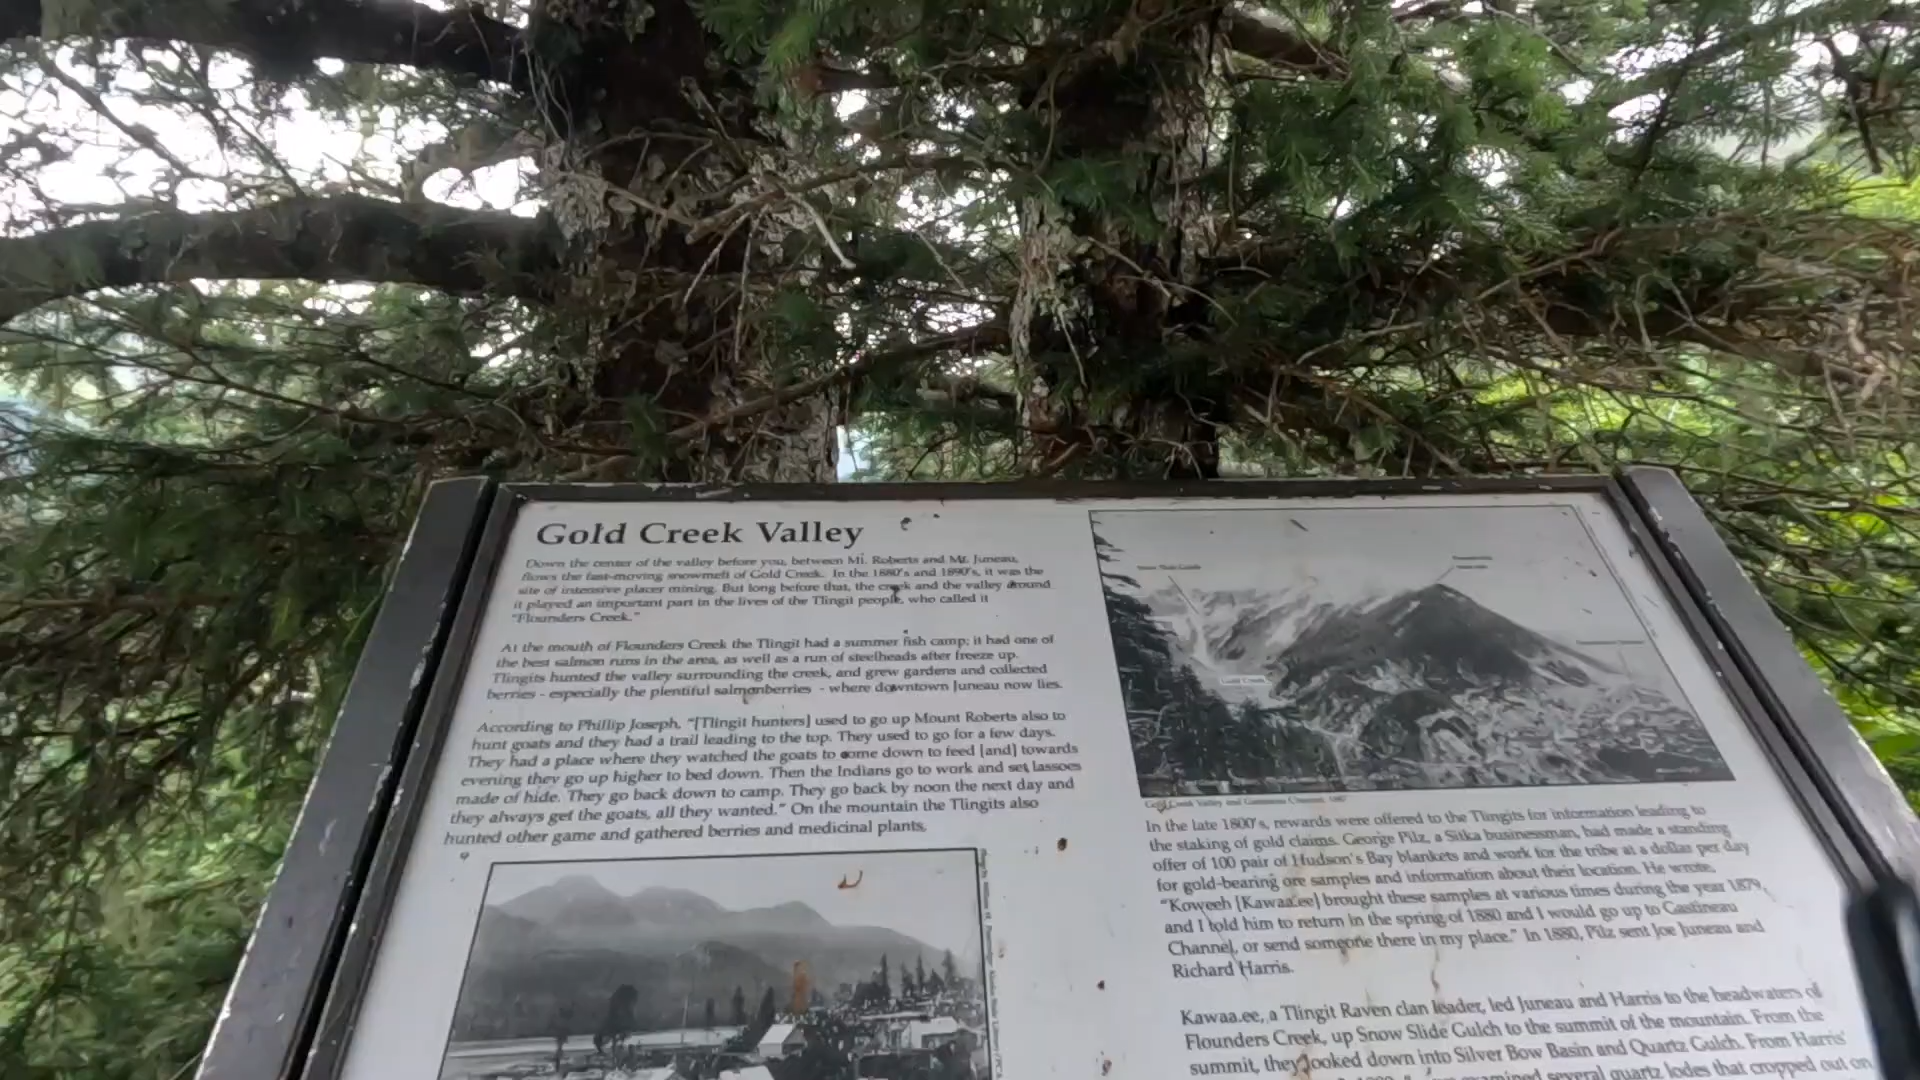 Gold Creek Valley
Down the center of the valley before you, between Mt. Roberts and Mt. Juneau,
flows the fast-moving snowmelt of Gold Creek. In the 1880's and 1890's, it was the
site of intensive placer mining. But long before that, the creek and the valley around
it played an important part in the lives of the Tlingit people, who called it
"Flounders Creek."
At the mouth of Flounders Creek the Tlingit had a summer fish camp; it had one of
the best salmon runs in the area, as well as a run of steelheads after freeze up.
Tlingits hunted the valley surrounding the creek, and grew gardens and collected
berries - especially the plentiful salmonberries - where downtown Juneau now lies.
According to Phillip Joseph, "[Tlingit hunters] used to go up Mount Roberts also to
hunt goats and they had a trail leading to the top. They used to go for a few days.
They had a place where they watched the goats to come down to feed [and] towards
evening they go up higher to bed down. Then the Indians go to work and set lassoes
made of hide. They go back down to camp. They go back by noon the next day and
they always get the goats, all they wanted." On the mountain the Tlingits also
hunted other game and gathered berries and medicinal plants.
Gold Creek
Gold Creek Valley and Gastineau Channel,
In the late 1800's, rewards were offered to the Tlingits for information leading to
the staking of gold claims. George Pilz, a Sitka businessman, had made a standing
offer of 100 pair of Hudson's Bay blankets and work for the tribe at a dollar per day
for gold-bearing ore samples and information about their location. He wrote,
"Koweeh [Kawaa.ee] brought these samples at various times during the year 1879,
and I told him to return in the spring of 1880 and I would go up to Gastineau
Channel, or send someone there in my place." In 1880, Pilz sent Joe Juneau and
Richard Harris.
Kawaa.ee, a Tlingit Raven clan leader, led Juneau and Harris to the headwaters of
Flounders Creek, up Snow Slide Gulch to the summit of the mountain. From the
summit, they looked down into Silver Bow Basin and Quartz Gulch. From Harris'
examined several quartz lodes that cropped out on